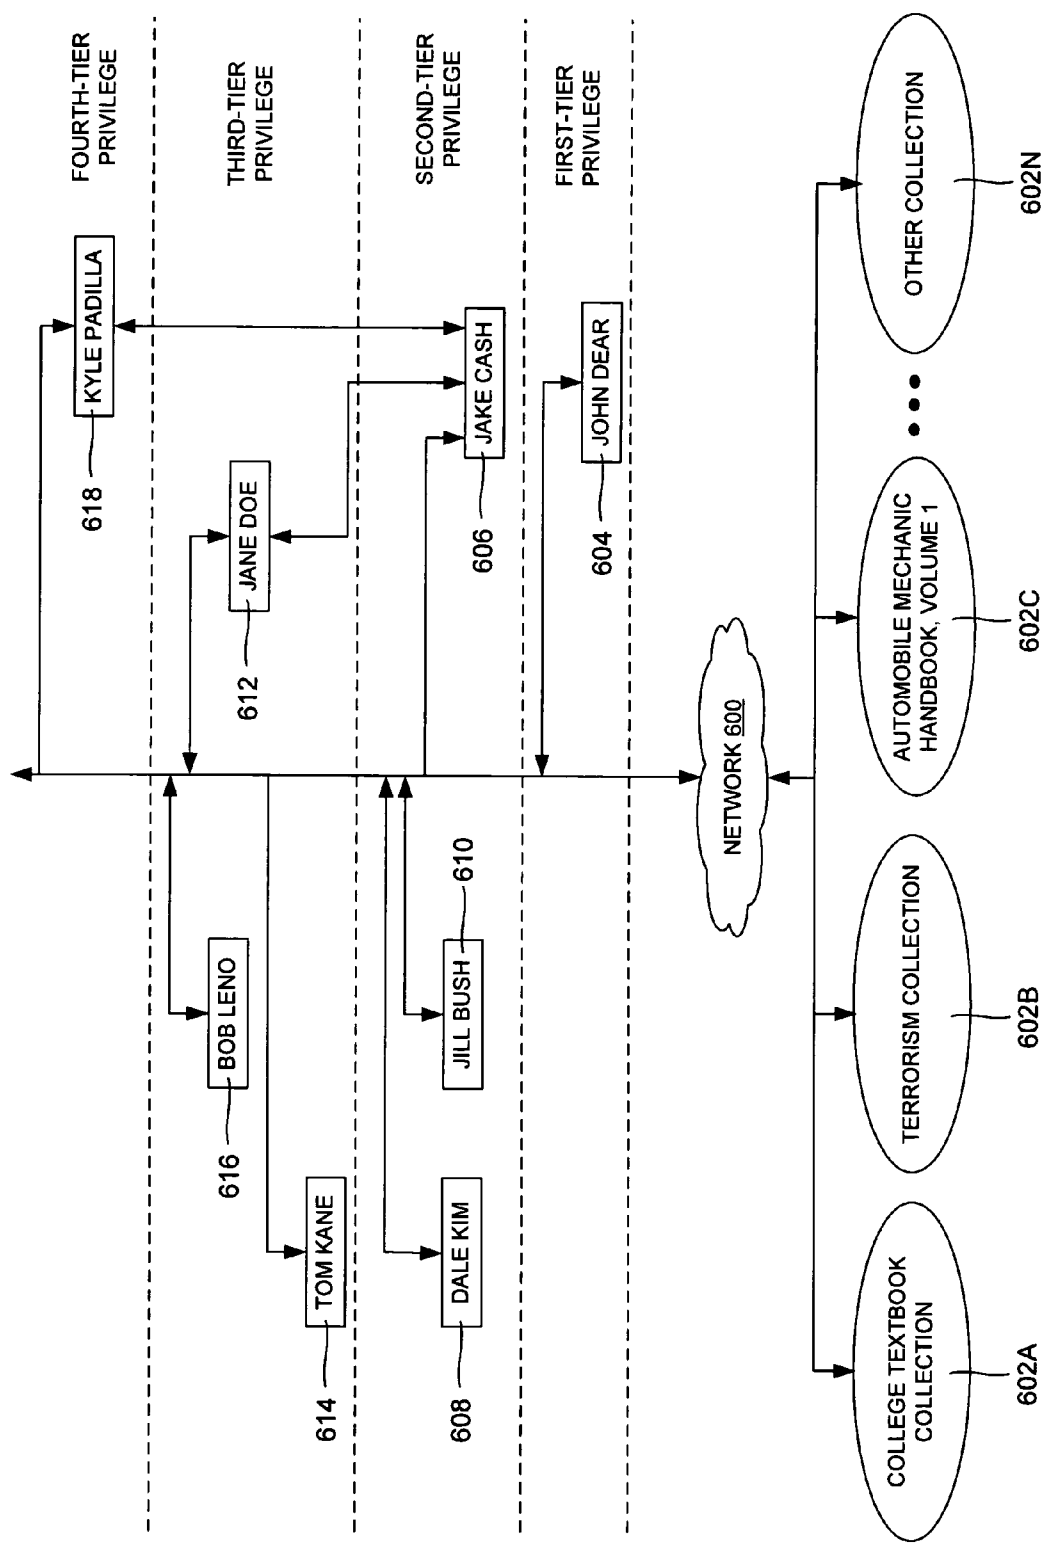 FOURTH-TIER
PRIVILEGE
KYLE PADILLA
618
THIRD-TIER
PRIVILEGE
JANE DOE
612
BOB LENO
616
TOM KANE
614
SECOND-TIER
PRIVILEGE
JAKE CASH
606
JILL BUSH
610
DALE KIM
608
FIRST-TIER
PRIVILEGE
JOHN DEAR
604
NETWORK 600
COLLEGE TEXTBOOK
COLLECTION
602A
TERRORISM COLLECTION
602B
AUTOMOBILE MECHANIC
HANDBOOK, VOLUME 1
602C
OTHER COLLECTION
602N